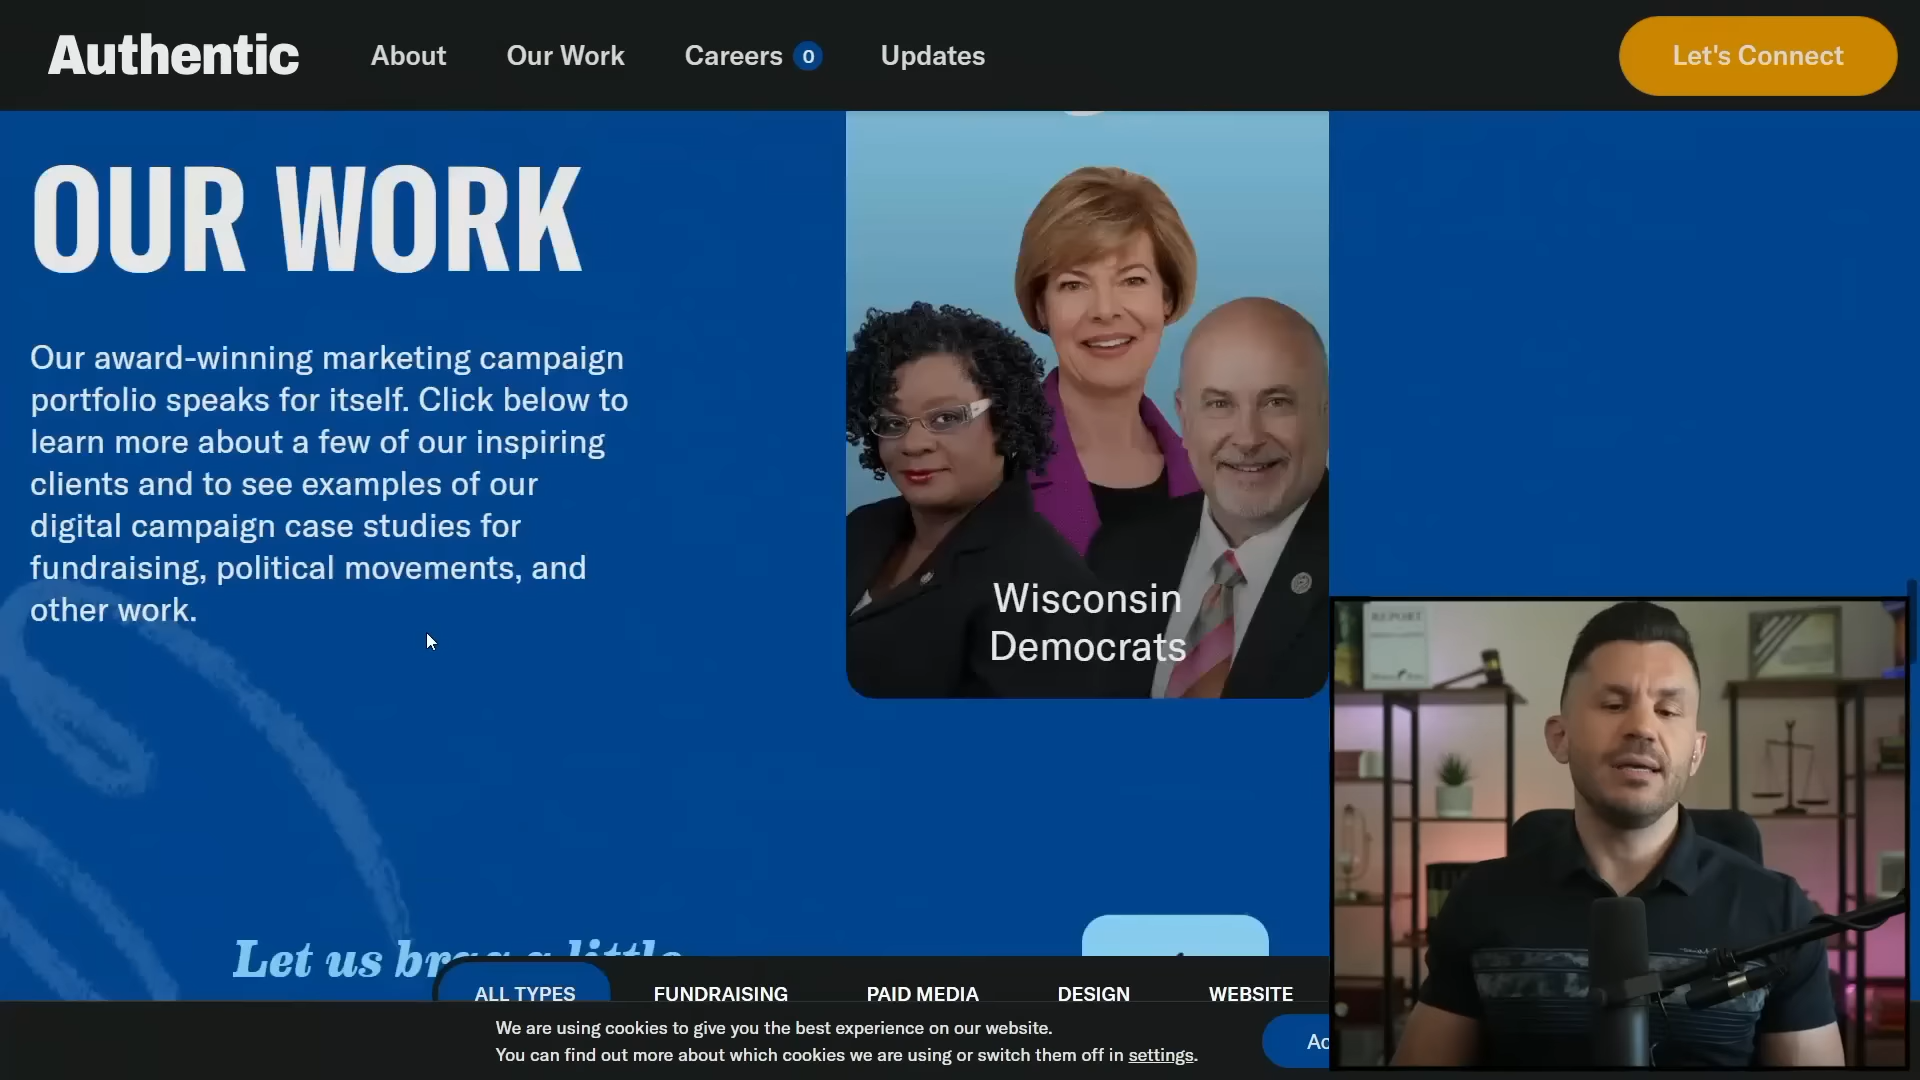 Authentic
About
Our Work
Careers 0
Updates
Let's Connect
OUR WORK
Our award-winning marketing campaign
portfolio speaks for itself. Click below to
learn more about a few of our inspiring
clients and to see examples of our
digital campaign case studies for
fundraising, political movements, and
other work.
Wisconsin
Democrats
REPORT
Let us brag a little
ALL TYPES
FUNDRAISING
PAID MEDIA
DESIGN
WEBSITE
We are using cookies to give you the best experience on our website.
You can find out more about which cookies we are using or switch them off in settings.
Ac